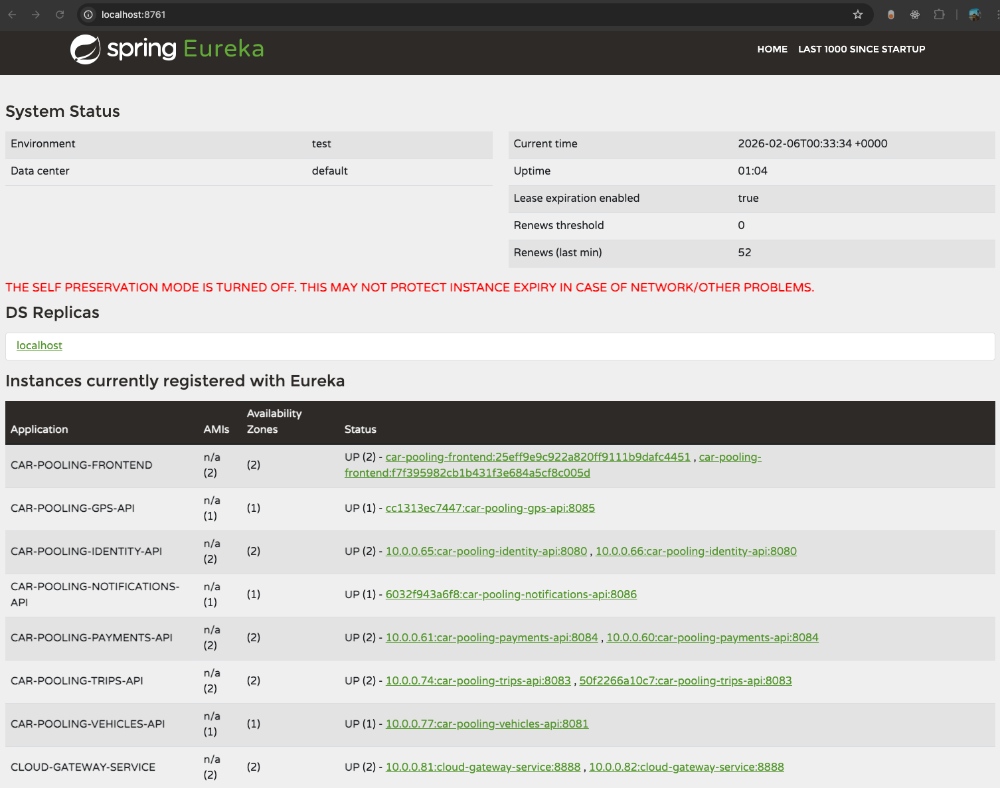 localhost:8761
spring Eureka
HOME LAST 1000 SINCE STARTUP
System Status
Environment test
Data center default
Current time 2026-02-06T00:33:34 +0000
Uptime 01:04
Lease expiration enabled true
Renews threshold 0
Renews (last min) 52
THE SELF PRESERVATION MODE IS TURNED OFF. THIS MAY NOT PROTECT INSTANCE EXPIRY IN CASE OF NETWORK/OTHER PROBLEMS.
DS Replicas
localhost
Instances currently registered with Eureka
Application AMIs Availability Zones Status
CAR-POOLING-FRONTEND n/a (2) (2) UP (2) - car-pooling-frontend:25eff9e9c922a820ff9111b9dafc4451 , car-pooling-
frontend:f7f395982cb1b431f3e684a5cf8c005d
CAR-POOLING-GPS-API n/a (1) (1) UP (1) - cc1313ec7447:car-pooling-gps-api:8085
CAR-POOLING-IDENTITY-API n/a (2) (2) UP (2) - 10.0.0.65:car-pooling-identity-api:8080 , 10.0.0.66:car-pooling-identity-api:8080
CAR-POOLING-NOTIFICATIONS-
API n/a (1) (1) UP (1) - 6032f943a6f8:car-pooling-notifications-api:8086
CAR-POOLING-PAYMENTS-API n/a (2) (2) UP (2) - 10.0.0.61:car-pooling-payments-api:8084 , 10.0.0.60:car-pooling-payments-api:8084
CAR-POOLING-TRIPS-API n/a (2) (2) UP (2) - 10.0.0.74:car-pooling-trips-api:8083 , 50f2266a10c7:car-pooling-trips-api:8083
CAR-POOLING-VEHICLES-API n/a (1) (1) UP (1) - 10.0.0.77:car-pooling-vehicles-api:8081
CLOUD-GATEWAY-SERVICE n/a (2) (2) UP (2) - 10.0.0.81:cloud-gateway-service:8888 , 10.0.0.82:cloud-gateway-service:8888